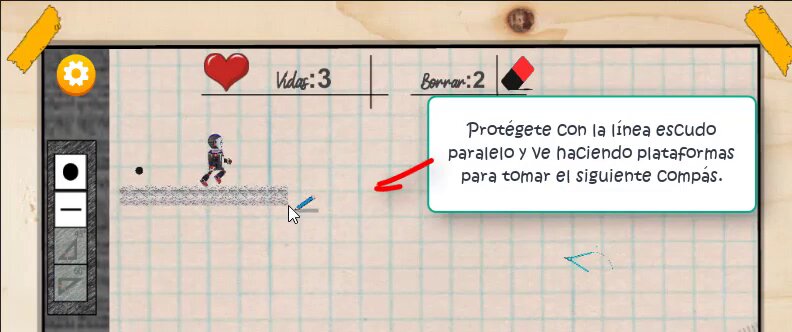 Vidas:3
Borrar:2
Protégete con la línea escudo
paralelo y ve haciendo plataformas
para tomar el siguiente compás.